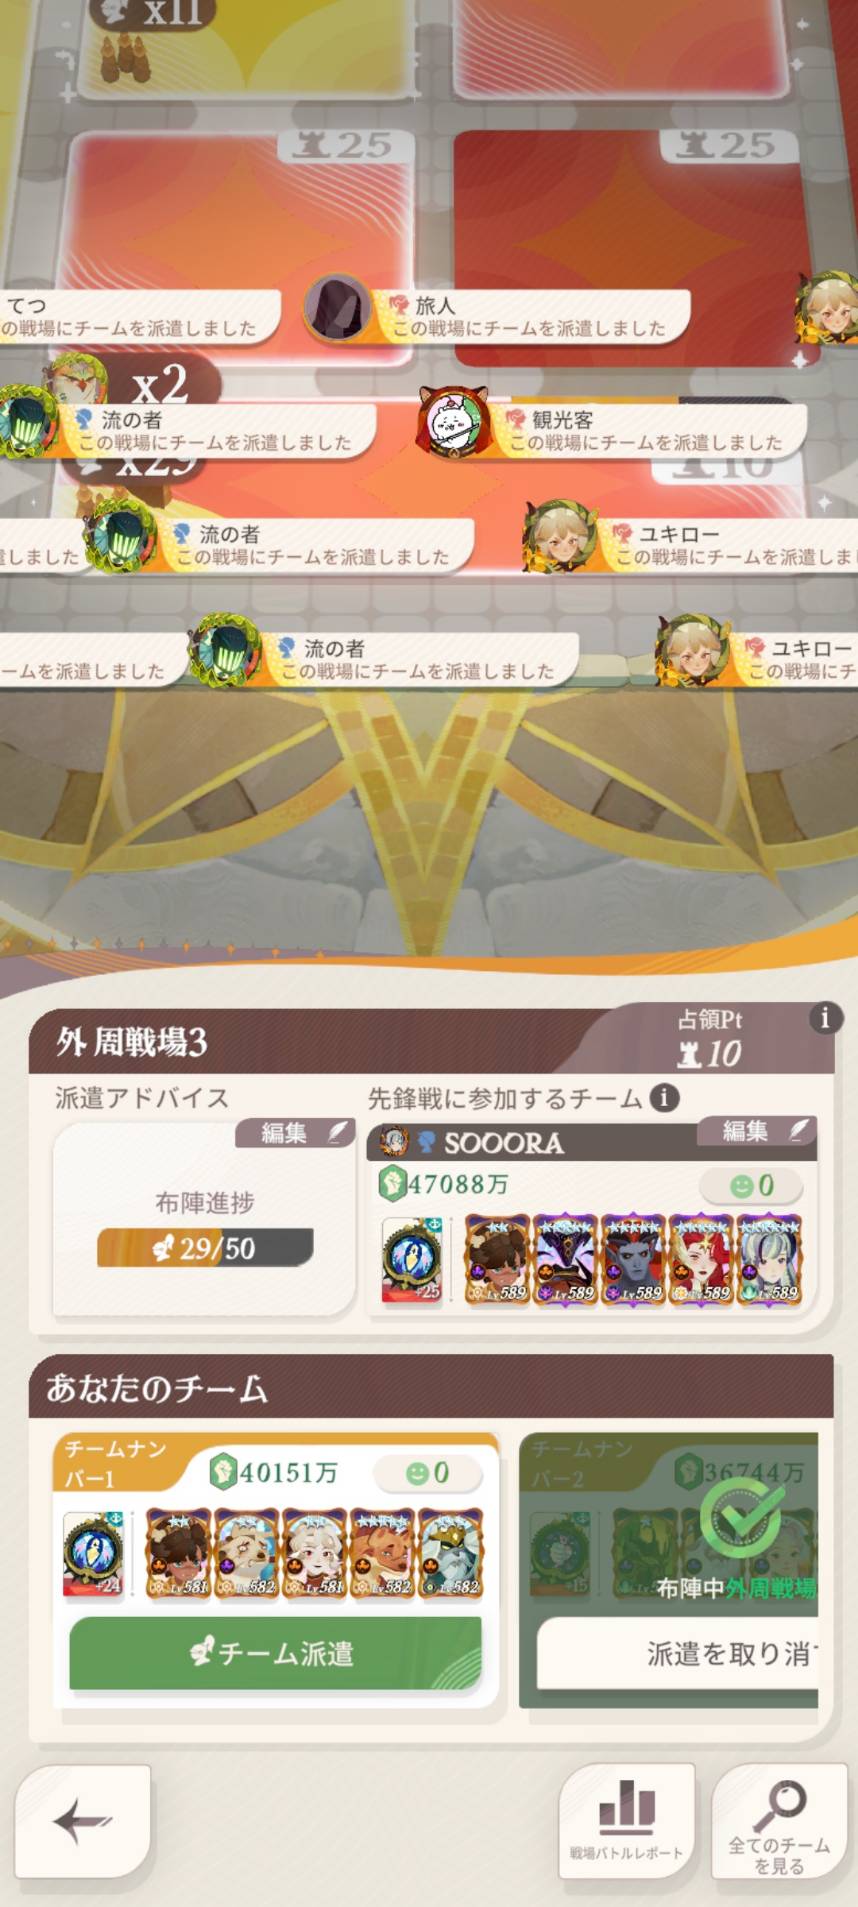 x11
25
25
てつ
の戦場にチームを派遣しました
旅人
この戦場にチームを派遣しました
x2
流の者
この戦場にチームを派遣しました
観光客
この戦場にチームを派遣しました
x29
10
流の者
この戦場にチームを派遣しました
ユキロー
この戦場にチームを派遣しま
しました
流の者
この戦場にチームを派遣しました
ームを派遣しました
ユキロー
この戦場にチ
外周戦場3
占領Pt
10
派遣アドバイス
先鋒戦に参加するチーム
編集
布陣進捗
29/50
SOOORA
編集
47088万
0
+25
Lv589
Lv589
Lv589
Lv589
Lv589
あなたのチーム
チームナンバー1
40151万
0
+24
Lv581
Lv582
Lv581
Lv582
Lv582
チーム派遣
チームナンバー2
36744万
+15
布陣中外周戦場
派遣を取り消
戦場バトルレポート
全てのチーム
を見る